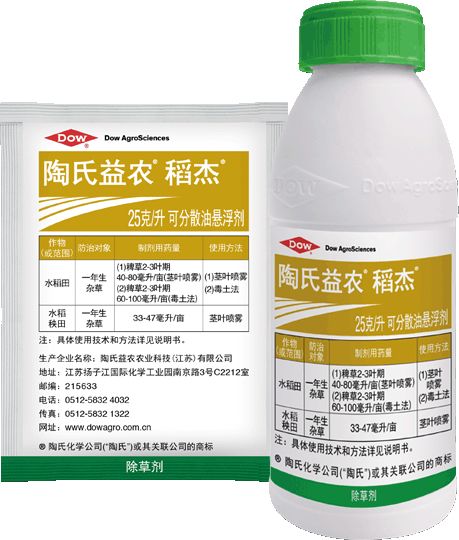 DOW
Dow AgroSciences
陶氏益农® 稻杰®
25克/升 可分散油悬浮剂
作物(或范围) 防治对象 制剂用药量 使用方法
水稻田 一年生杂草 (1)稗草2-3叶期
40-80毫升/亩(茎叶喷雾)
(2)稗草2-3叶期
60-100毫升/亩(毒土法)
(1)茎叶喷雾
(2)毒土法
水稻秧田 一年生杂草 33-47毫升/亩 茎叶喷雾
注：具体使用技术和方法详见说明书。
生产企业名称：陶氏益农农业科技(江苏)有限公司
地址：江苏扬子江国际化学工业园南京路3号C2212室
邮编：215633
电话：0512-5832 4032
传真：0512-5832 1322
网址：www.dowagro.com.cn
® 陶氏化学公司(“陶氏”)或其关联公司的商标
除草剂
Dow AgroSciences
DOW
Dow AgroSciences
陶氏益农® 稻杰®
25克/升 可分散油悬浮剂
作物(或范围) 防治对象 制剂用药量 使用方法
水稻田 一年生杂草 (1)稗草2-3叶期
40-80毫升/亩(茎叶喷雾)
(2)稗草2-3叶期
60-100毫升/亩(毒土法)
(1)茎叶喷雾
(2)毒土法
水稻秧田 一年生杂草 33-47毫升/亩 茎叶喷雾
注：具体使用技术和方法详见说明书。
® 陶氏化学公司(“陶氏”)或其关联公司的商标
除草剂